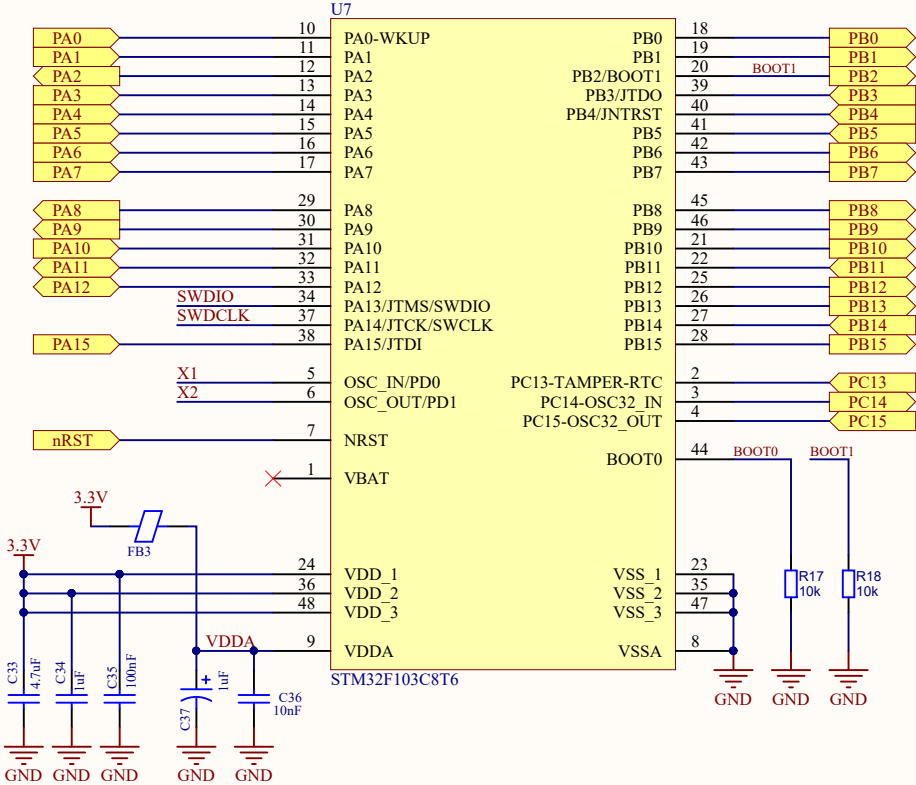 U7
PA0 10 PA0-WKUP PB0 18 PB0
PA1 11 PA1 PB1 19 PB1
PA2 12 PA2 PB2/BOOT1 20 BOOT1 PB2
PA3 13 PA3 PB3/JTDO 39 PB3
PA4 14 PA4 PB4/JNTRST 40 PB4
PA5 15 PA5 PB5 41 PB5
PA6 16 PA6 PB6 42 PB6
PA7 17 PA7 PB7 43 PB7
PA8 29 PA8 PB8 45 PB8
PA9 30 PA9 PB9 46 PB9
PA10 31 PA10 PB10 21 PB10
PA11 32 PA11 PB11 22 PB11
PA12 33 PA12 PB12 25 PB12
SWDIO 34 PA13/JTMS/SWDIO PB13 26 PB13
SWDCLK 37 PA14/JTCK/SWCLK PB14 27 PB14
PA15 38 PA15/JTDI PB15 28 PB15
X1 5 OSC_IN/PD0 PC13-TAMPER-RTC 2 PC13
X2 6 OSC_OUT/PD1 PC14-OSC32_IN 3 PC14
PC15-OSC32_OUT 4 PC15
nRST 7 NRST
BOOT0 44 BOOT0 BOOT1
1 VBAT
3.3V
FB3
3.3V
24 VDD_1 VSS_1 23
36 VDD_2 VSS_2 35
48 VDD_3 VSS_3 47
R17 10k
R18 10k
VDDA 9 VDDA VSSA 8
C33 4.7uF
C34 1uF
C35 100nF
C37 + 1uF
C36 10nF
STM32F103C8T6
GND GND GND
GND GND GND GND GND